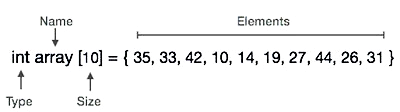 Name Elements
int array [10] = { 35, 33, 42, 10, 14, 19, 27, 44, 26, 31 }
Type Size